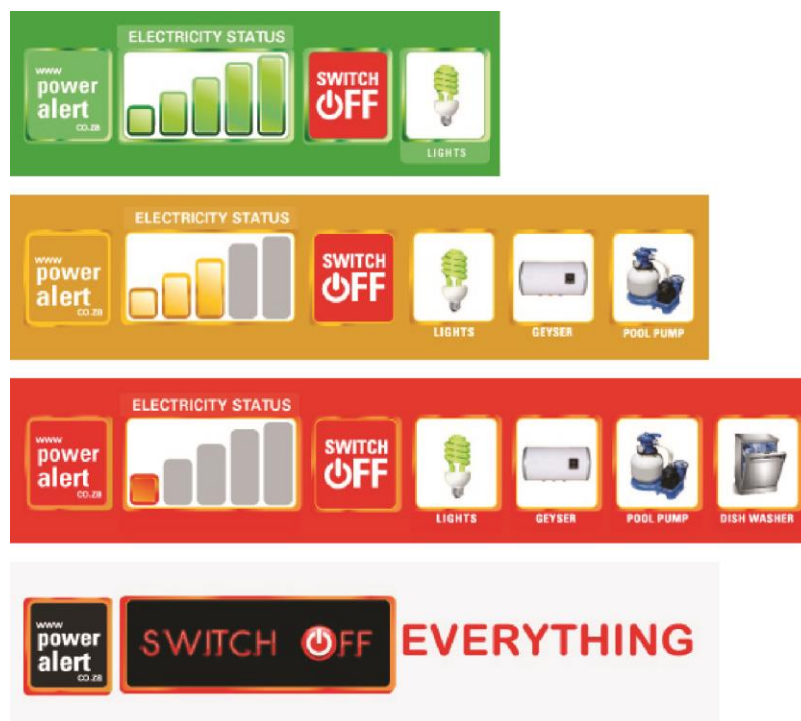 ELECTRICITY STATUS
www
power
alert
co.za
SWITCH
OFF
LIGHTS
ELECTRICITY STATUS
www
power
alert
co.za
SWITCH
OFF
LIGHTS GEYSER POOL PUMP
ELECTRICITY STATUS
www
power
alert
co.za
SWITCH
OFF
LIGHTS GEYSER POOL PUMP DISH WASHER
www
power
alert
co.za
SWITCH OFF EVERYTHING